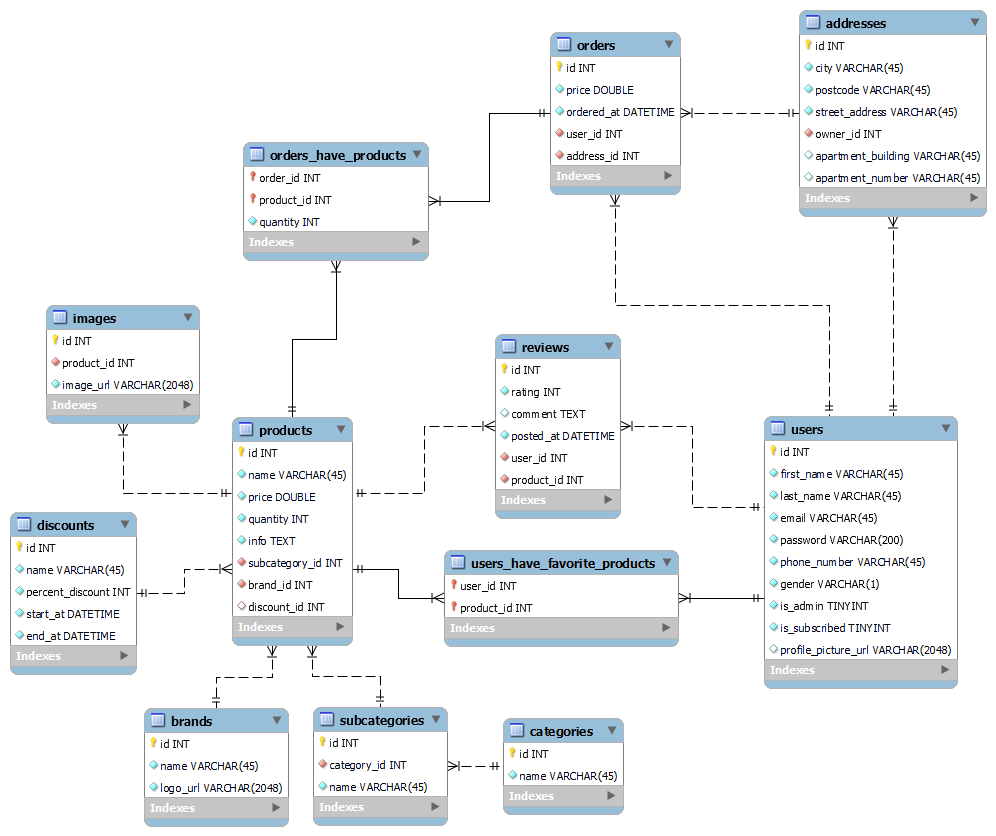 addresses
id INT
city VARCHAR(45)
postcode VARCHAR(45)
street_address VARCHAR(45)
owner_id INT
apartment_building VARCHAR(45)
apartment_number VARCHAR(45)
Indexes
orders
id INT
price DOUBLE
ordered_at DATETIME
user_id INT
address_id INT
Indexes
orders_have_products
order_id INT
product_id INT
quantity INT
Indexes
images
id INT
product_id INT
image_url VARCHAR(2048)
Indexes
reviews
id INT
rating INT
comment TEXT
posted_at DATETIME
user_id INT
product_id INT
Indexes
products
id INT
name VARCHAR(45)
price DOUBLE
quantity INT
info TEXT
subcategory_id INT
brand_id INT
discount_id INT
Indexes
users
id INT
first_name VARCHAR(45)
last_name VARCHAR(45)
email VARCHAR(45)
password VARCHAR(200)
phone_number VARCHAR(45)
gender VARCHAR(1)
is_admin TINYINT
is_subscribed TINYINT
profile_picture_url VARCHAR(2048)
Indexes
discounts
id INT
name VARCHAR(45)
percent_discount INT
start_at DATETIME
end_at DATETIME
Indexes
users_have_favorite_products
user_id INT
product_id INT
Indexes
brands
id INT
name VARCHAR(45)
logo_url VARCHAR(2048)
Indexes
subcategories
id INT
category_id INT
name VARCHAR(45)
Indexes
categories
id INT
name VARCHAR(45)
Indexes